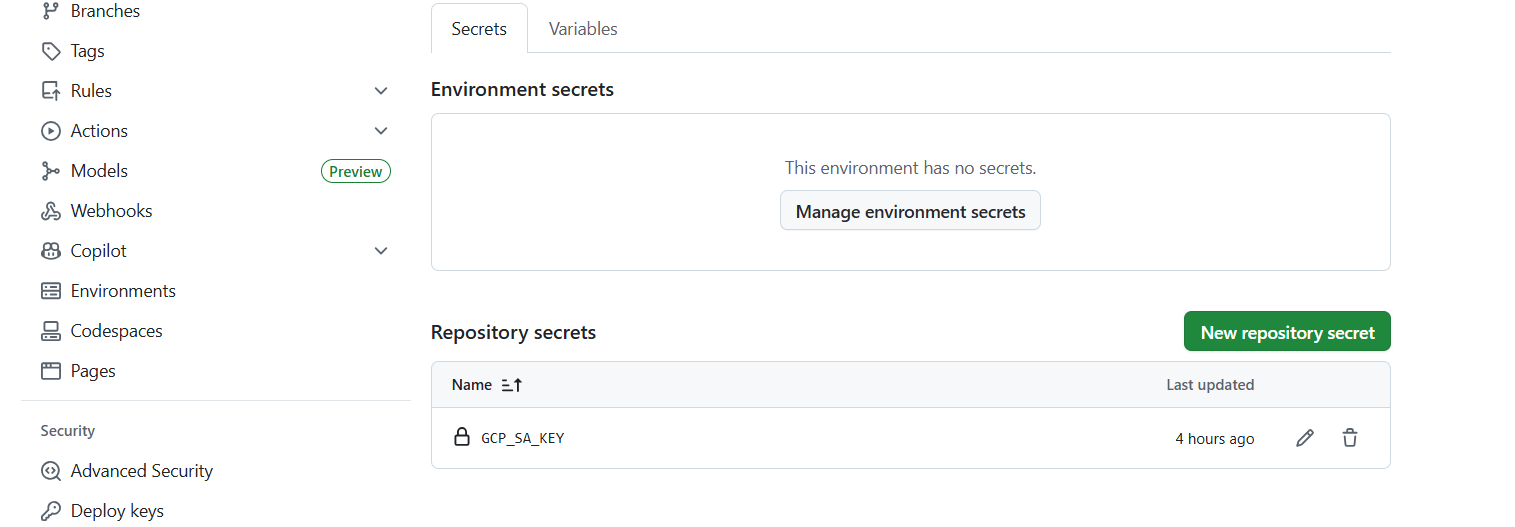 Branches
Tags
Rules
Actions
Models Preview
Webhooks
Copilot
Environments
Codespaces
Pages
Security
Advanced Security
Deploy keys
Secrets Variables
Environment secrets
This environment has no secrets.
Manage environment secrets
Repository secrets New repository secret
Name Last updated
GCP_SA_KEY 4 hours ago